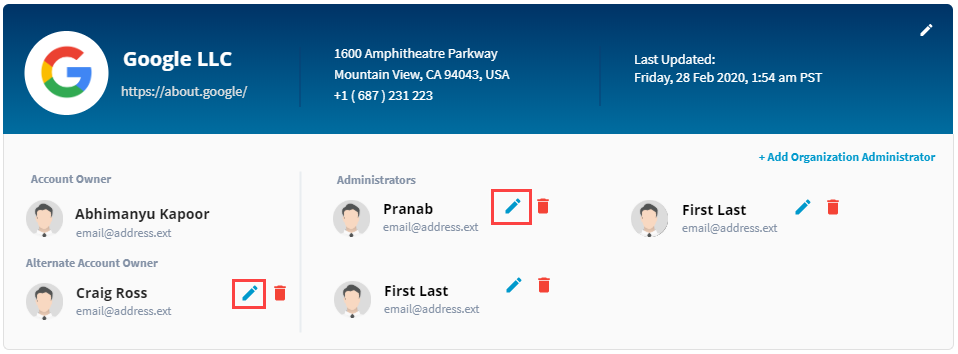 Google LLC
https://about.google/
1600 Amphitheatre Parkway
Mountain View, CA 94043, USA
+1 ( 687 ) 231 223
Last Updated:
Friday, 28 Feb 2020, 1:54 am PST
+ Add Organization Administrator
Account Owner
Abhimanyu Kapoor
email@address.ext
Alternate Account Owner
Craig Ross
email@address.ext
Administrators
Pranab
email@address.ext
First Last
email@address.ext
First Last
email@address.ext